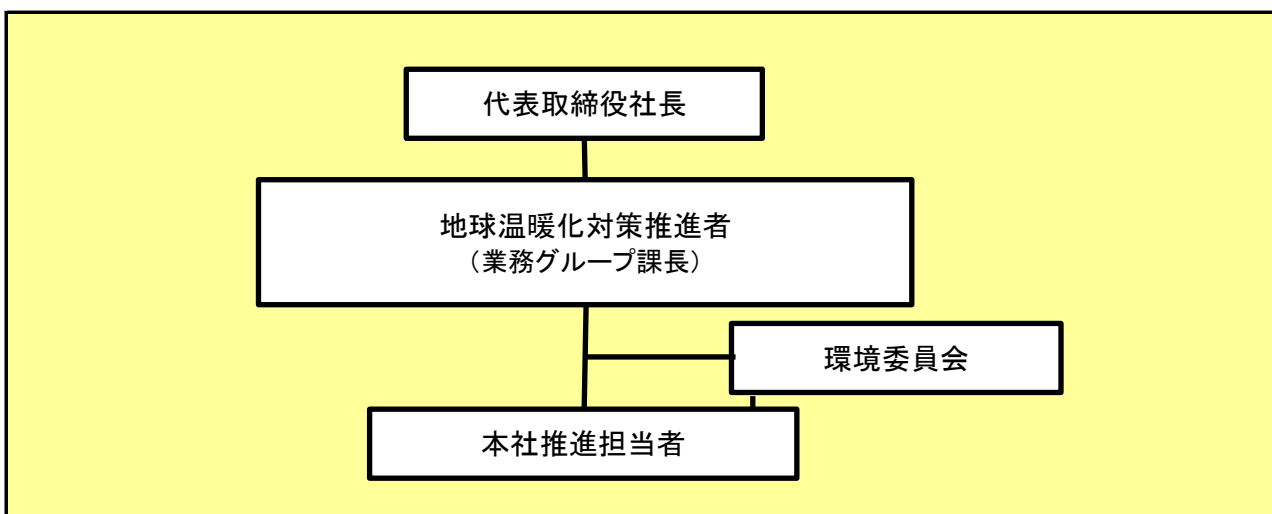 代表取締役社長
地球温暖化対策推進者
（業務グループ課長）
環境委員会
本社推進担当者